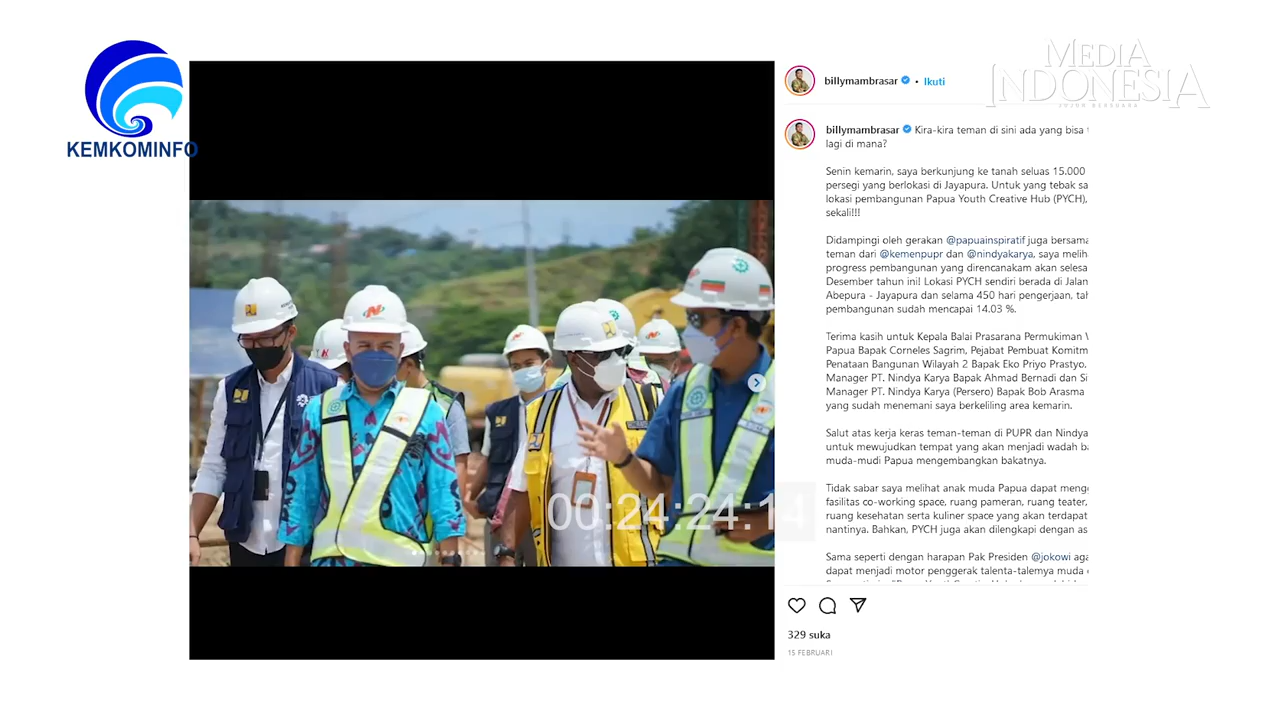 KEMKOMINFO
MEDIA
INDONESIA
JUJUR BERSUARA
billymambrasar • Ikuti
billymambrasar Kira-kira teman di sini ada yang bisa
lagi di mana?
Senin kemarin, saya berkunjung ke tanah seluas 15.000
persegi yang berlokasi di Jayapura. Untuk yang tebak
lokasi pembangunan Papua Youth Creative Hub (PYCH),
sekali!!!
Didampingi oleh gerakan @papuainspiratif juga bersama
teman dari @kemenpupr dan @nindyakarya, saya
progress pembangunan yang direncanakam akan
Desember tahun ini! Lokasi PYCH sendiri berada di Jalan
Abepura - Jayapura dan selama 450 hari pengerjaan,
pembangunan sudah mencapai 14.03 %.
Terima kasih untuk Kepala Balai Prasarana Permukiman
Papua Bapak Corneles Sagrim, Pejabat Pembuat
Penataan Bangunan Wilayah 2 Bapak Eko Priyo Prastyo,
Manager PT. Nindya Karya Bapak Ahmad Bernadi dan
Manager PT. Nindya Karya (Persero) Bapak Bob Arasma
yang sudah menemani saya berkeliling area kemarin.
Salut atas kerja keras teman-teman di PUPR dan Nindya
untuk mewujudkan tempat yang akan menjadi wadah
muda-mudi Papua mengembangkan bakatnya.
Tidak sabar saya melihat anak muda Papua dapat
fasilitas co-working space, ruang pameran, ruang teater,
ruang kesehatan serta kuliner space yang akan terdapat
nantinya. Bahkan, PYCH juga akan dilengkapi dengan
Sama seperti dengan harapan Pak Presiden @jokowi
dapat menjadi motor penggerak talenta-talemya muda
00:24:24:14
329 suka
15 FEBRUARI